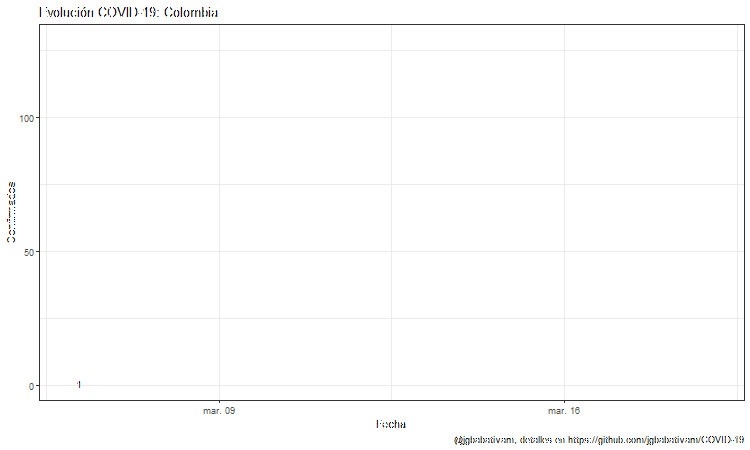 Evolución COVID-19: Colombia
Confirmados
100
50
0
1
mar. 09
mar. 16
Fecha
@jgbabativam, detalles en https://github.com/jgbabativam/COVID-19